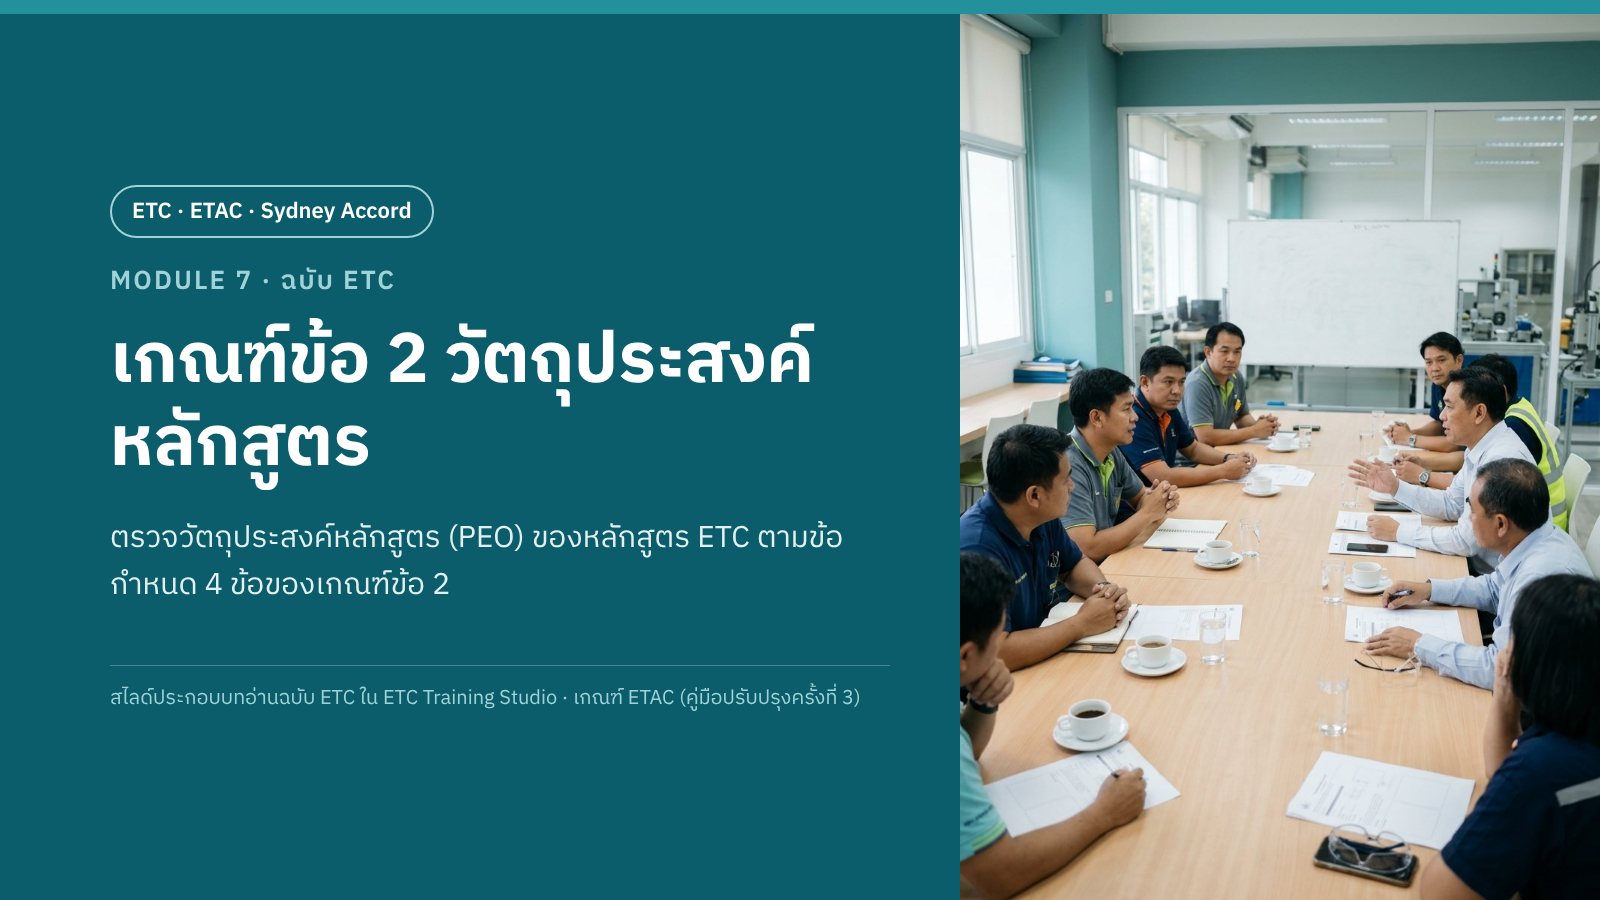 ETC · ETAC · Sydney Accord
MODULE 7 · ฉบับ ETC
เกณฑ์ข้อ 2 วัตถุประสงค์
หลักสูตร
ตรวจวัตถุประสงค์หลักสูตร (PEO) ของหลักสูตร ETC ตามข้อ
กำหนด 4 ข้อของเกณฑ์ข้อ 2
สไลด์ประกอบบทอ่านฉบับ ETC ใน ETC Training Studio · เกณฑ์ ETAC (คู่มือปรับปรุงครั้งที่ 3)